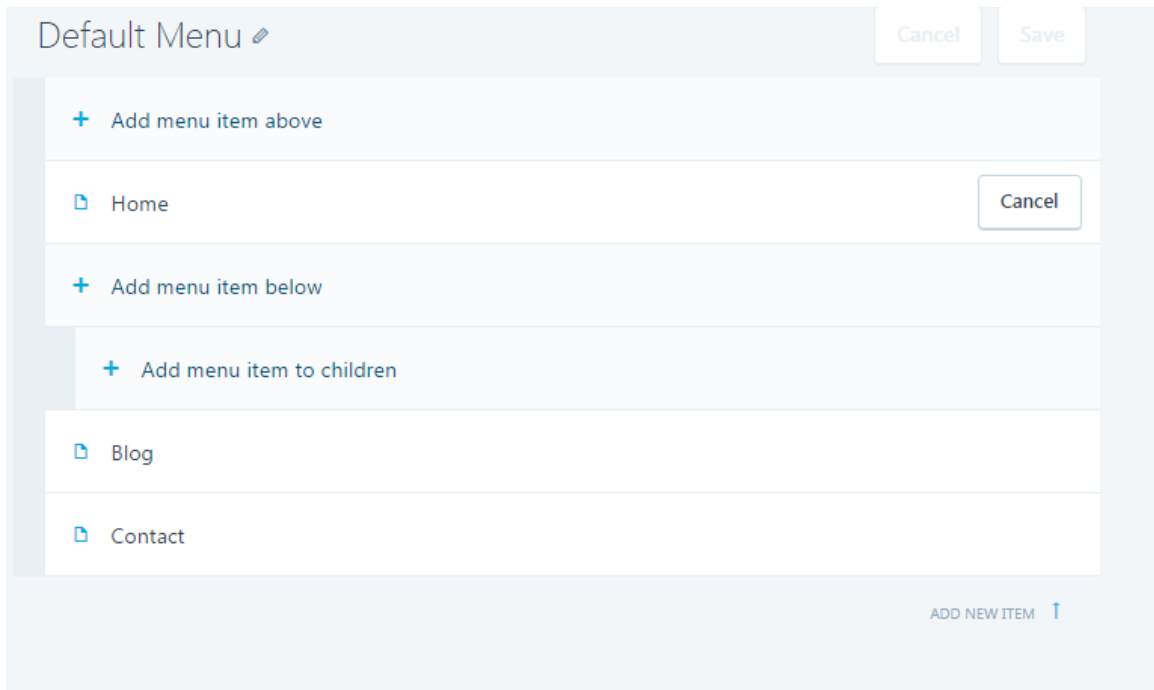 Default Menu
Cancel
Save
+ Add menu item above
Home
Cancel
+ Add menu item below
+ Add menu item to children
Blog
Contact
ADD NEW ITEM